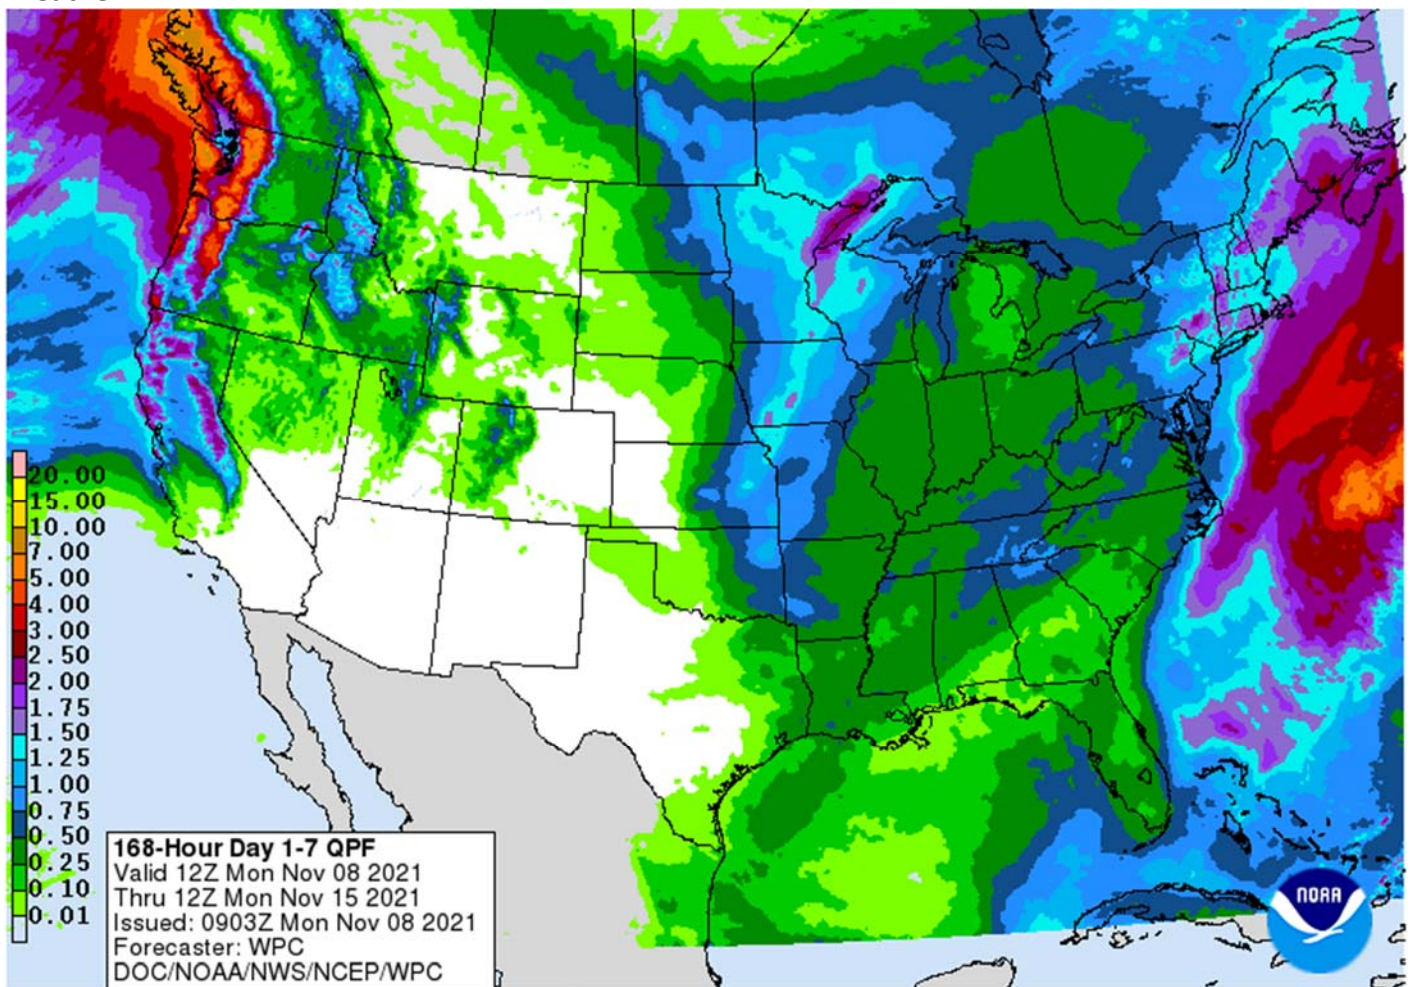 20.00
15.00
10.00
7.00
5.00
4.00
3.00
2.50
2.00
1.75
1.50
1.25
1.00
0.75
0.50
0.25
0.10
0.01
168-Hour Day 1-7 QPF
Valid 12Z Mon Nov 08 2021
Thru 12Z Mon Nov 15 2021
Issued: 0903Z Mon Nov 08 2021
Forecaster: WPC
DOC/NOAA/NWS/NCEP/WPC
NOAA